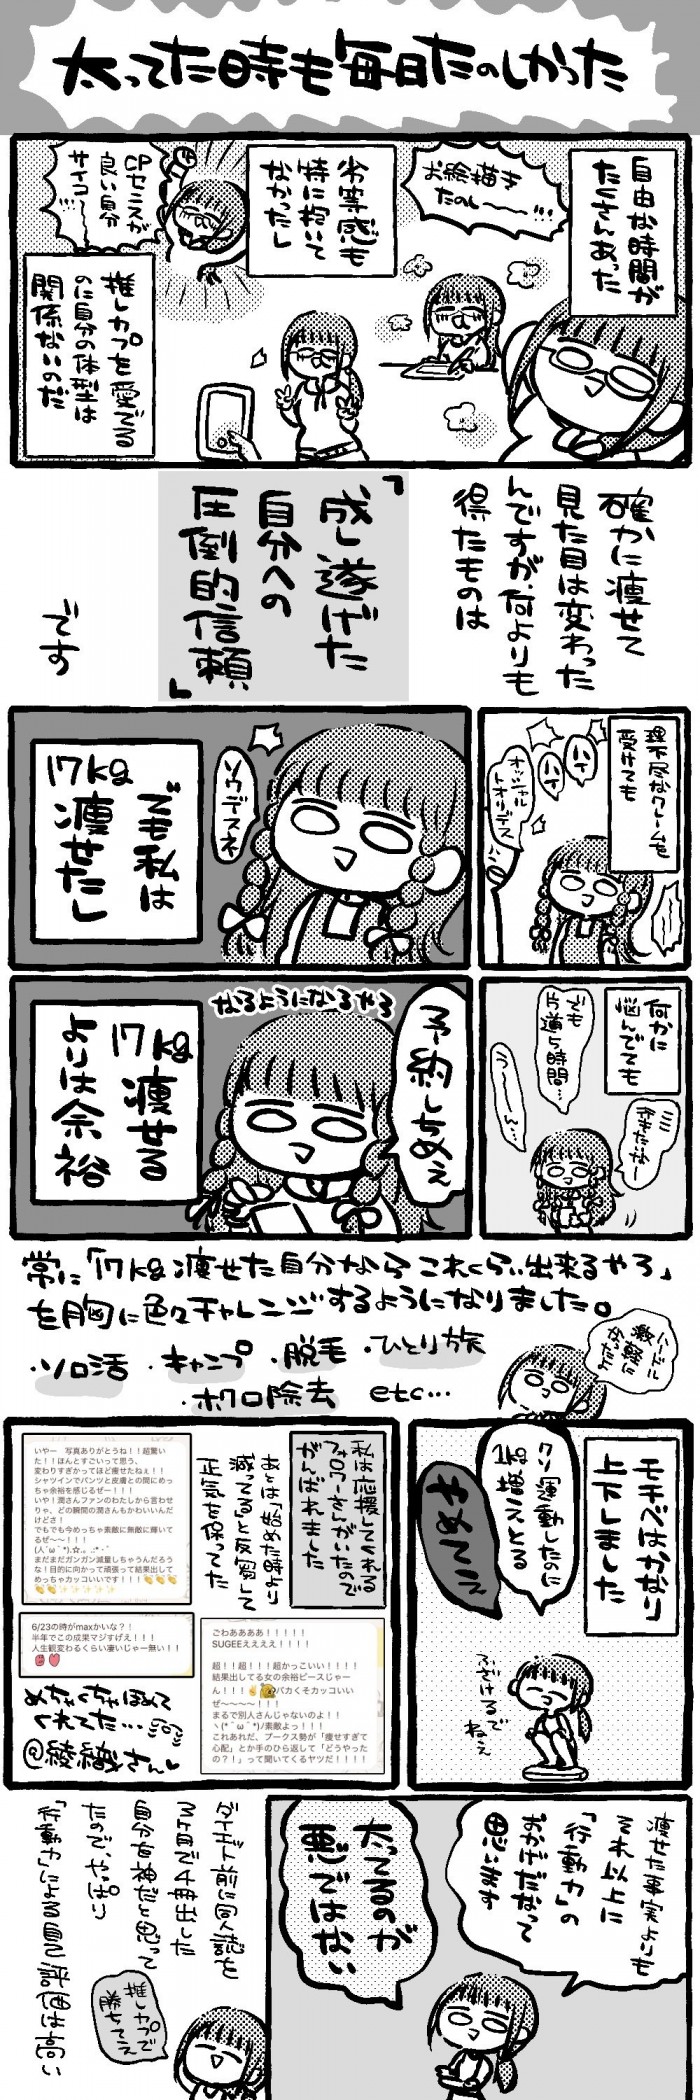 太ってた時も毎日たのしかった
自由な時間が
たくさんあった
お絵描き
たのし〜〜〜!!!
劣等感も
特に抱いて
なかったし
CPセンスが
良い自分
サイコ〜〜!!
推しカプを愛でる
のに自分の体型は
関係ないのだ
確かに痩せて
見た目は変わった
んですが、何よりも
得たものは
「成し遂げた
自分への
圧倒的信頼」
です
理不尽なクレームを
受けても
ハイ
ハイ
オッシャル
トオリデス
ソウデスネ
でも私は
17kg
痩せたし
何かに
悩んでても
ココ
行きたいなー
でも
片道5時間…
うーーん…
予約しちめぇ
なるようになるやろ
17kg
痩せる
よりは余裕
常に「17kg痩せた自分ならこれくらい出来るやろ」
を胸に色々チャレンジするようになりました。
・ソロ活 ・キャンプ ・脱毛 ・ひとり旅
・ホクロ除去 etc…
ハードル
激軽に
なったよ
モチベはかなり
上下しました
クソ運動したのに
1kg増えとる
やめてぇ
ふざけるで
ねぇ
私は応援してくれる
フォロワーさんがいたので
がんばれました
あとは「始めた時より
減ってる」と反芻して
正気を保ってた
いやー　写真ありがとうね！！超驚い
た！！ほんとすごいって思う、
変わりすぎかってほど痩せたねぇ！！
シャツインでパンツと皮膚との間にめっ
ちゃ余裕を感じるぜー！！！
いや！潤さんファンのわたしから言わせ
りゃ、どの瞬間の潤さんもかわいいんだ
けどさ！
でもでも今めっちゃ素敵に無敵に輝いて
るぜ〜〜！！！
(人´ω｀*).☆.。.:*・゜
まだまだガンガン減量しちゃうんだろう
な！目的に向かって頑張って結果出して
めっちゃカッコいいです！！！👏👏👏👏
👏👏✨✨✨✨✨✨
6/23の時がmaxかいな？！
半年でこの成果マジすげえ！！！
人生観変わるくらい凄いじゃー無い！！
ごわあああああ！！！！！
SUGEEえええええ！！！！
超！！超！！！超かっこいい！！！！
結果出してる女の余裕ピースじゃー
ん！！！✌バカくそカッコいい
ぜ〜〜〜〜！！！
まるで別人さんじゃないのよ！！
ヽ(*｀ω´*)ﾉ素敵よっ！！！
これあれだ、ブークス勢が「痩せすぎて
心配」とか手のひら返して「どうやった
の？！」って聞いてくるヤツだ！！！！
めちゃくちゃほめて
くれてた…
@綾織さん
痩せた事実よりも
それ以上に
「行動力」の
おかげだなって
思います
太ってるのが
悪ではない
ダイエット前に同人誌を
3ヶ月で4冊出した
自分を神だと思って
たので、やっぱり
「行動力」による自己評価は高い
推しカプで
勝ちてえ